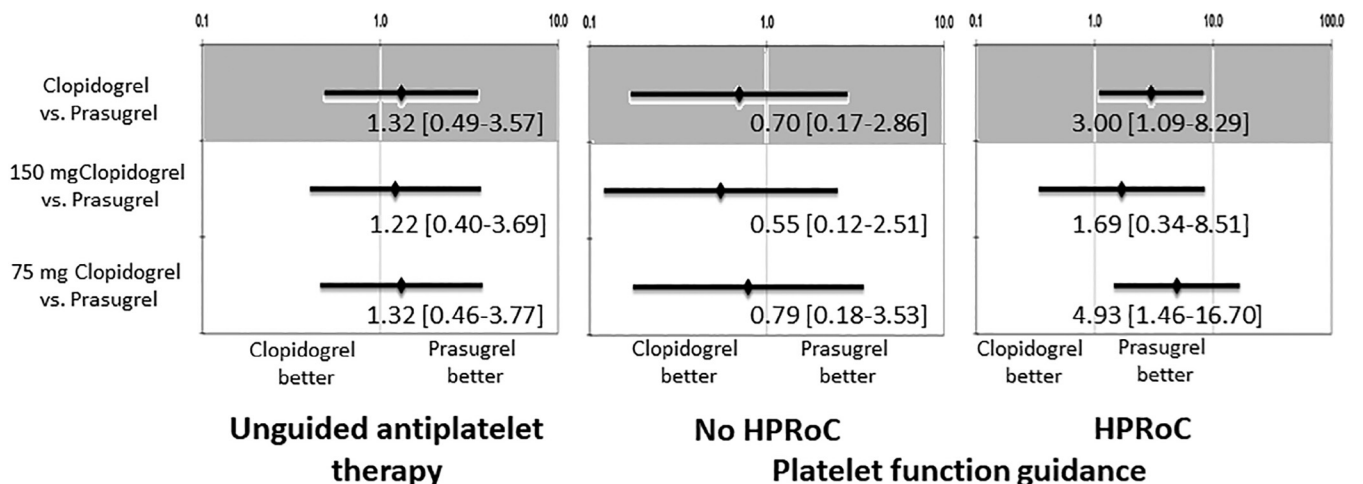 0.1 1.0 10.0 0.1 1.0 10.0 0.1 1.0 10.0 100.0
Clopidogrel
vs. Prasugrel
1.32 [0.49-3.57] 0.70 [0.17-2.86] 3.00 [1.09-8.29]
150 mgClopidogrel
vs. Prasugrel
1.22 [0.40-3.69] 0.55 [0.12-2.51] 1.69 [0.34-8.51]
75 mg Clopidogrel
vs. Prasugrel
1.32 [0.46-3.77] 0.79 [0.18-3.53] 4.93 [1.46-16.70]
Clopidogrel Prasugrel Clopidogrel Prasugrel Clopidogrel Prasugrel
better better better better better better
Unguided antiplatelet No HPRoC HPRoC
therapy Platelet function guidance